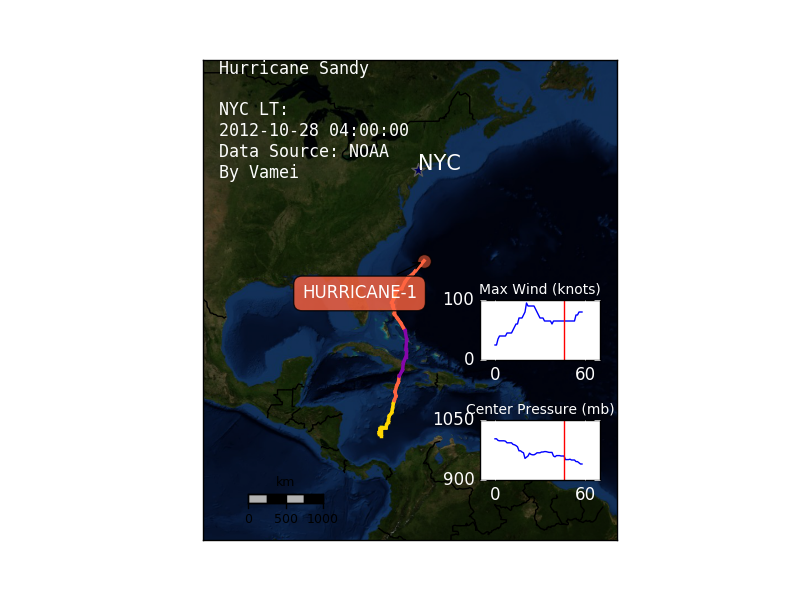 Hurricane Sandy
NYC LT:
2012-10-28 04:00:00
Data Source: NOAA
By Vamei
NYC
HURRICANE-1
Max Wind (knots)
100
0
0 60
Center Pressure (mb)
1050
900
0 60
km
0 500 1000